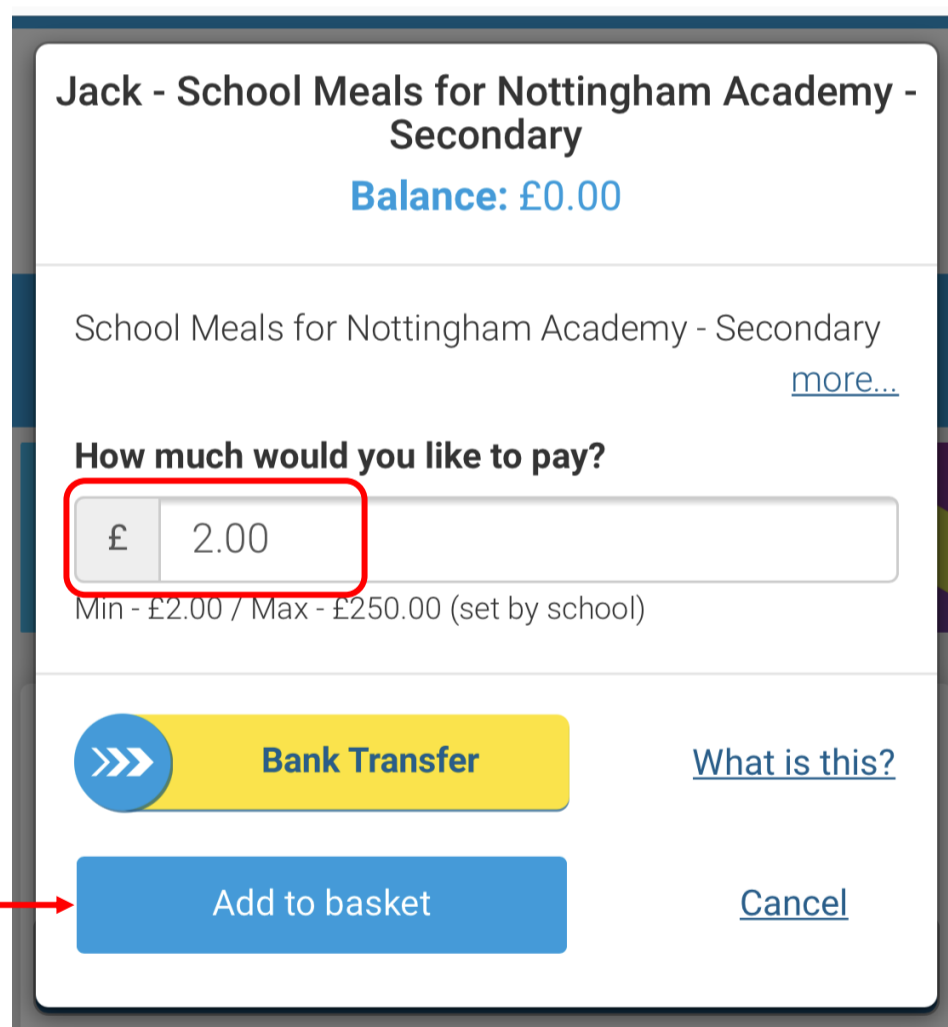 Jack - School Meals for Nottingham Academy -
Secondary
Balance: £0.00
School Meals for Nottingham Academy - Secondary
more...
How much would you like to pay?
£ 2.00
Min - £2.00 / Max - £250.00 (set by school)
Bank Transfer
What is this?
Add to basket
Cancel